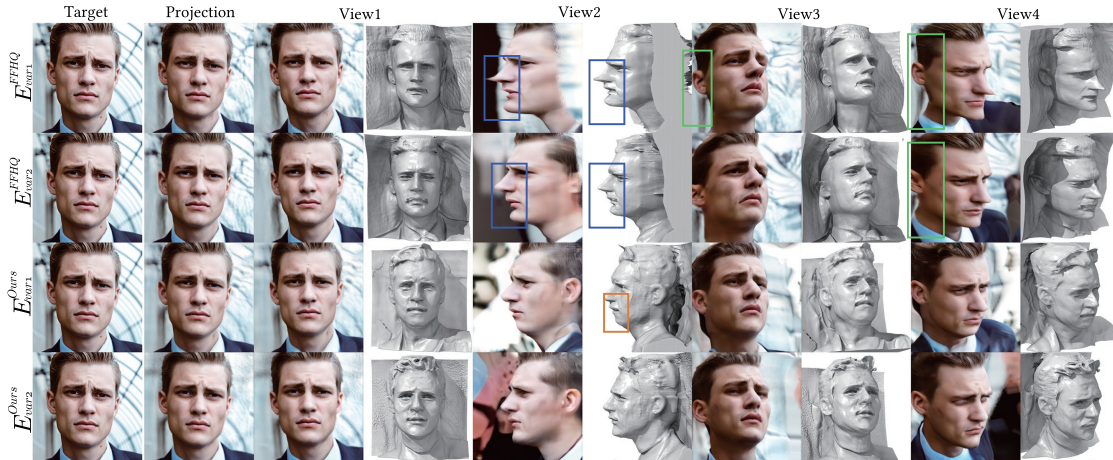 Target Projection View1 View2 View3 View4
E^{FFHQ}_{var1}
E^{FFHQ}_{var2}
E^{Ours}_{var1}
E^{Ours}_{var2}